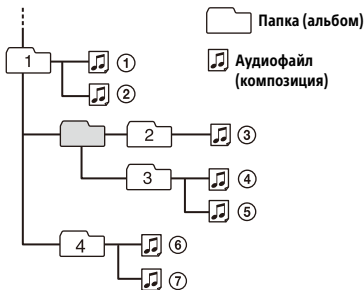 Папка (альбом)
1 ①
Аудиофайл
(композиция)
②
2 ③
3 ④
⑤
4 ⑥
⑦